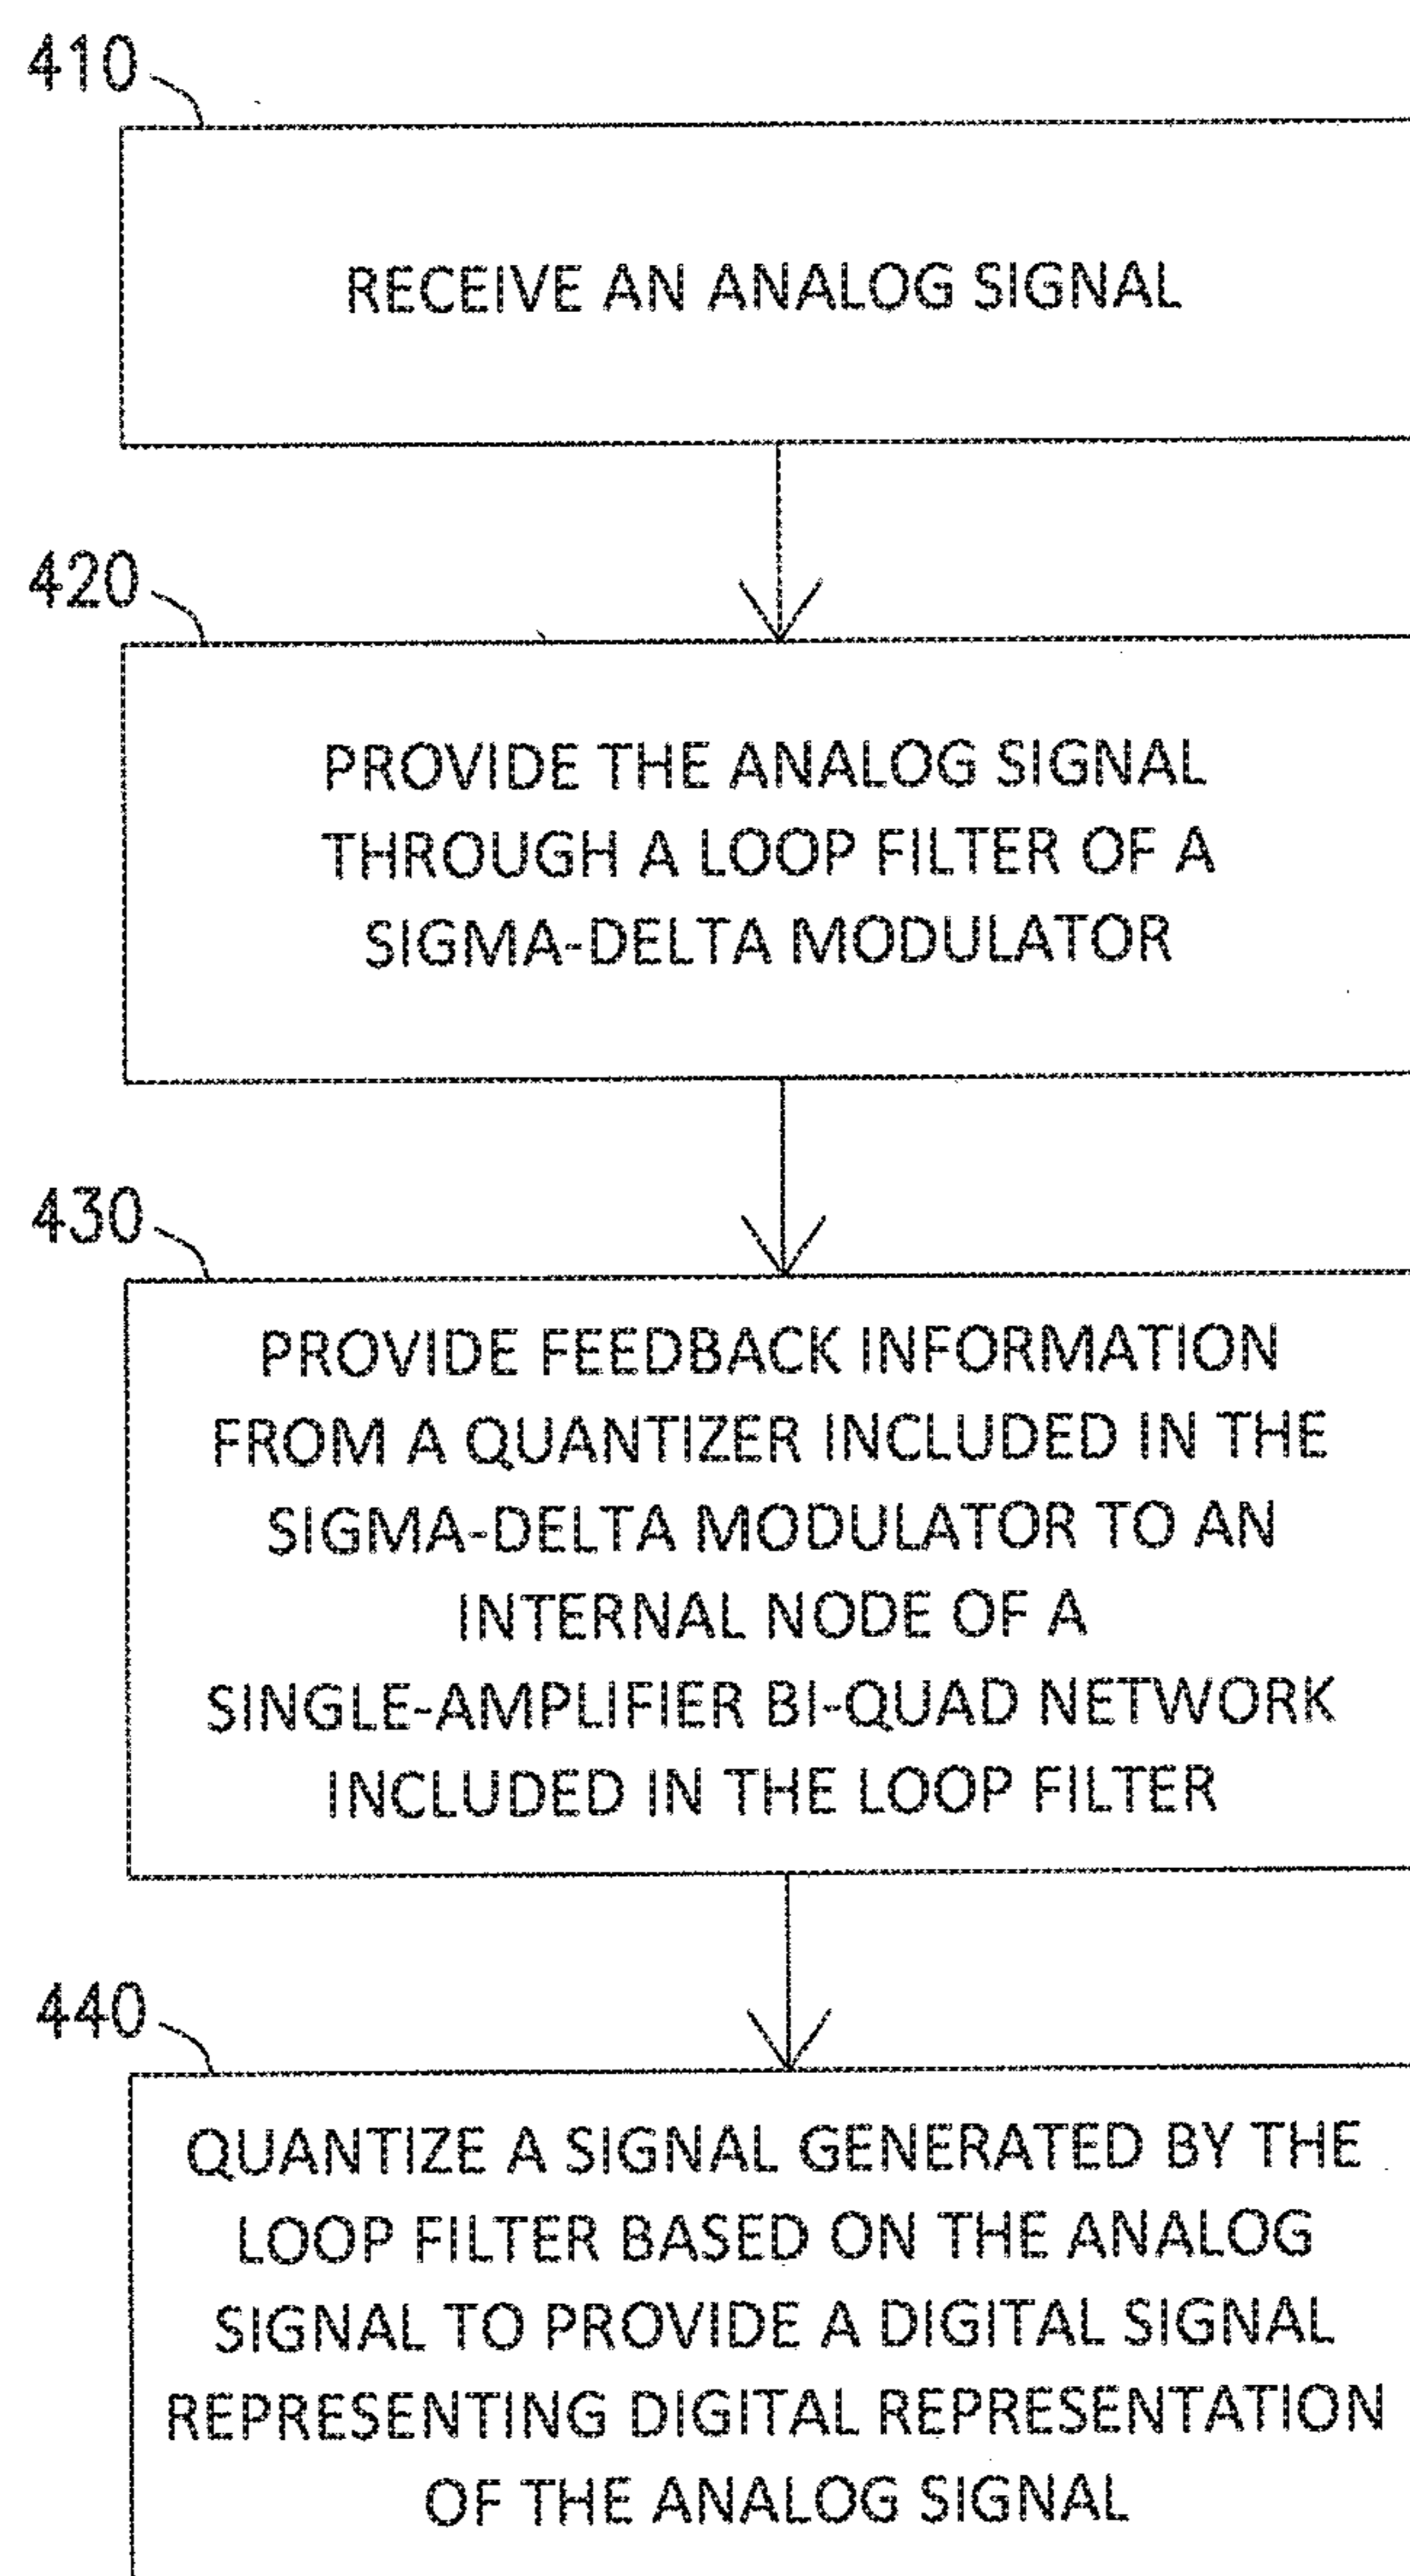 410
RECEIVE AN ANALOG SIGNAL
420
PROVIDE THE ANALOG SIGNAL
THROUGH A LOOP FILTER OF A
SIGMA-DELTA MODULATOR
430
PROVIDE FEEDBACK INFORMATION
FROM A QUANTIZER INCLUDED IN THE
SIGMA-DELTA MODULATOR TO AN
INTERNAL NODE OF A
SINGLE-AMPLIFIER BI-QUAD NETWORK
INCLUDED IN THE LOOP FILTER
440
QUANTIZE A SIGNAL GENERATED BY THE
LOOP FILTER BASED ON THE ANALOG
SIGNAL TO PROVIDE A DIGITAL SIGNAL
REPRESENTING DIGITAL REPRESENTATION
OF THE ANALOG SIGNAL